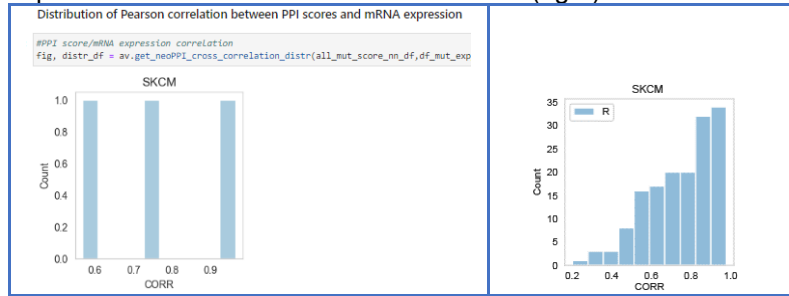 Distribution of Pearson correlation between PPI scores and mRNA expression
#PPI score/mRNA expression correlation
fig, distr_df = av.get_neoPPI_cross_correlation_distr(all_mut_score_nn_df,df_mut_exp
SKCM
1.0
0.8
0.6
0.4
0.2
0.0
Count
0.6 0.7 0.8 0.9
CORR
SKCM
R
35
30
25
20
15
10
5
0
Count
0.2 0.4 0.6 0.8 1.0
CORR